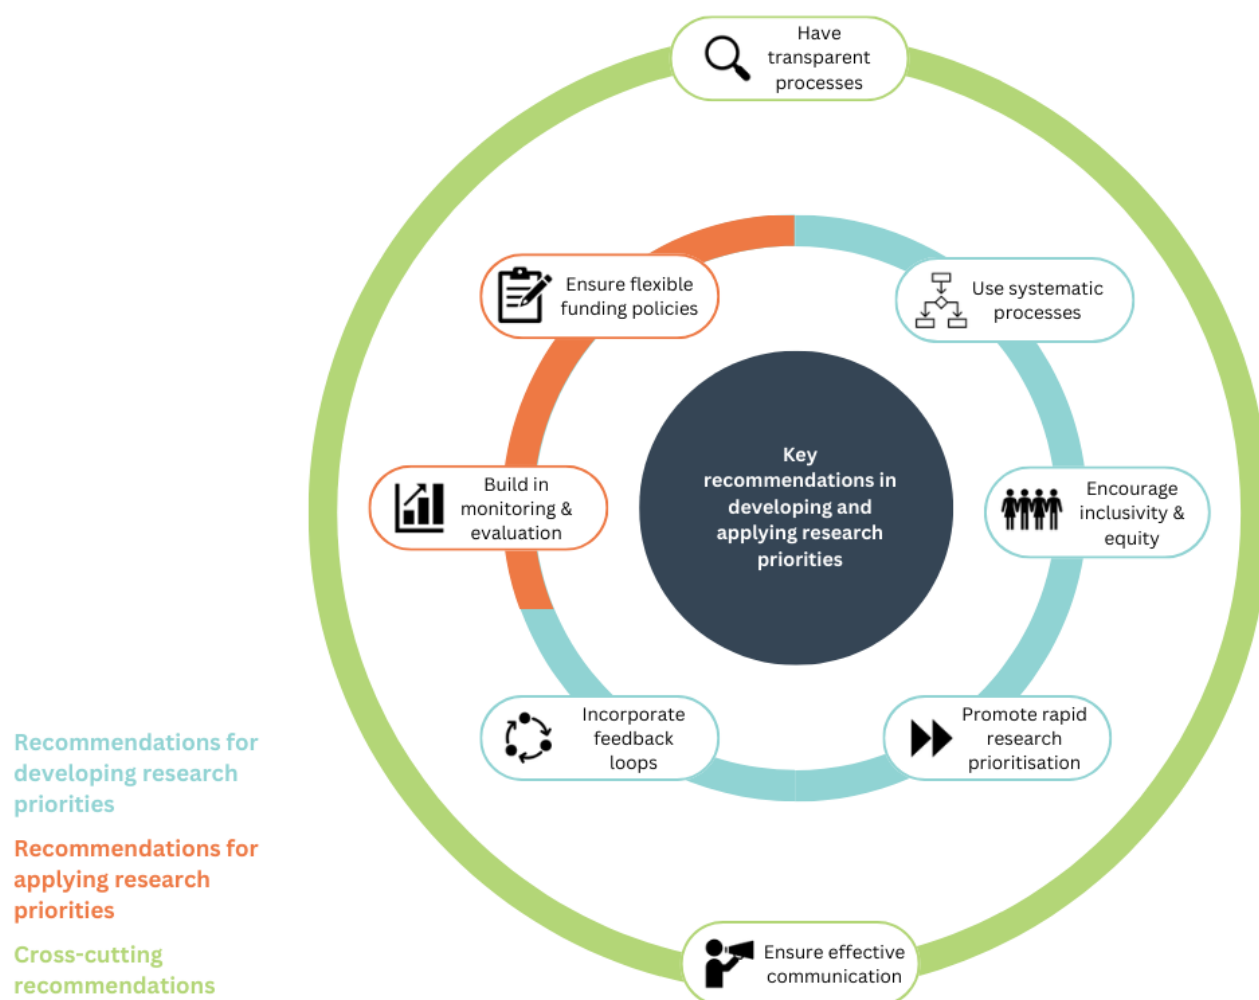 Have
transparent
processes
Ensure flexible
funding policies
Use systematic
processes
Key
recommendations in
developing and
applying research
priorities
Build in
monitoring &
evaluation
Encourage
inclusivity &
equity
Incorporate
feedback
loops
Promote rapid
research
prioritisation
Ensure effective
communication
Recommendations for
developing research
priorities
Recommendations for
applying research
priorities
Cross-cutting
recommendations